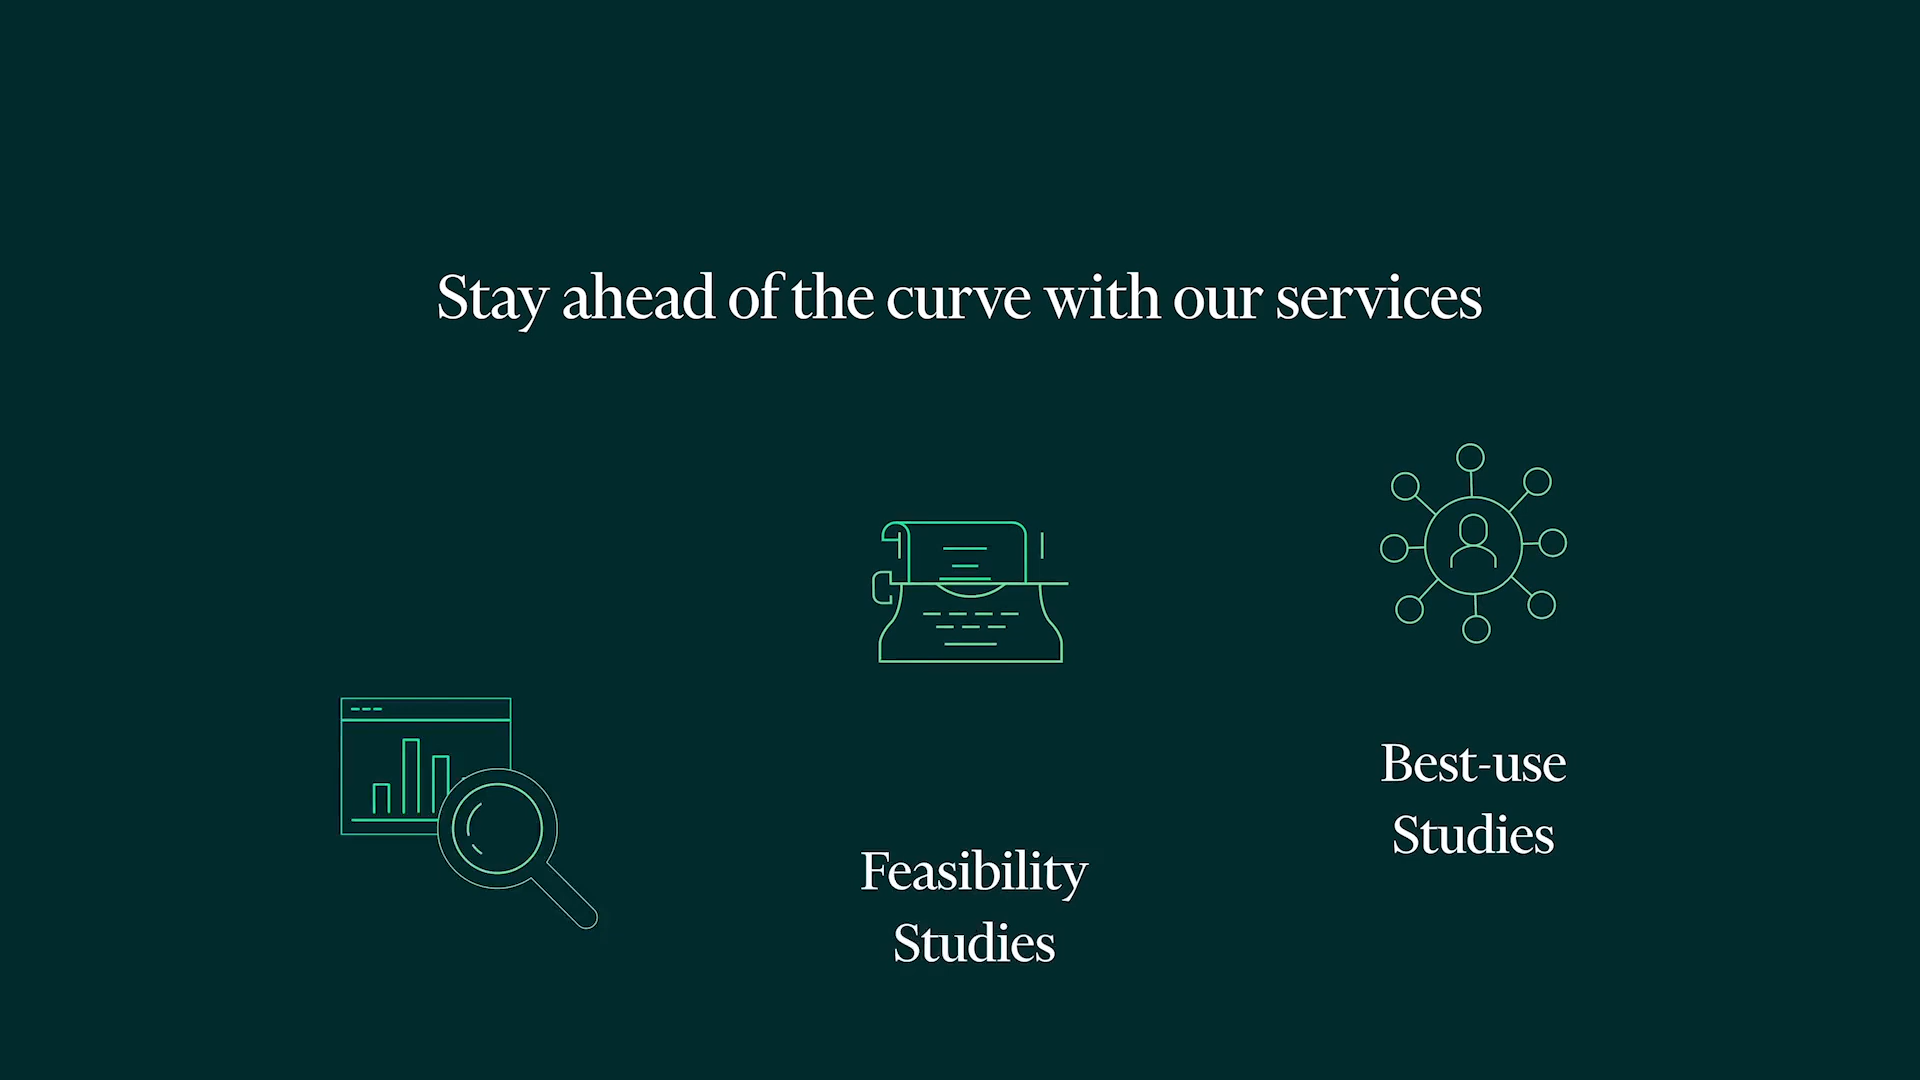 Stay ahead of the curve with our services
Best-use
Studies
Feasibility
Studies